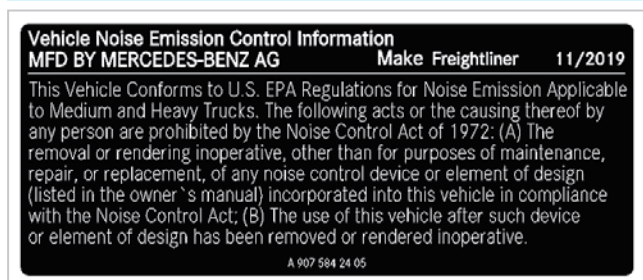 Vehicle Noise Emission Control Information
MFD BY MERCEDES-BENZ AG Make Freightliner 11/2019
This Vehicle Conforms to U.S. EPA Regulations for Noise Emission Applicable
to Medium and Heavy Trucks. The following acts or the causing thereof by
any person are prohibited by the Noise Control Act of 1972: (A) The
removal or rendering inoperative, other than for purposes of maintenance,
repair, or replacement, of any noise control device or element of design
(listed in the owner`s manual) incorporated into this vehicle in compliance
with the Noise Control Act; (B) The use of this vehicle after such device
or element of design has been removed or rendered inoperative.
A 907 584 24 05